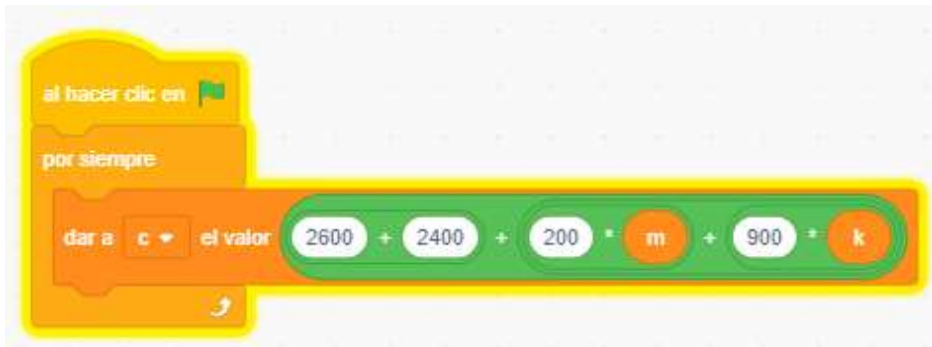 al hacer clic en
por siempre
dar a c el valor 2600 + 2400 + 200 * m + 900 * k